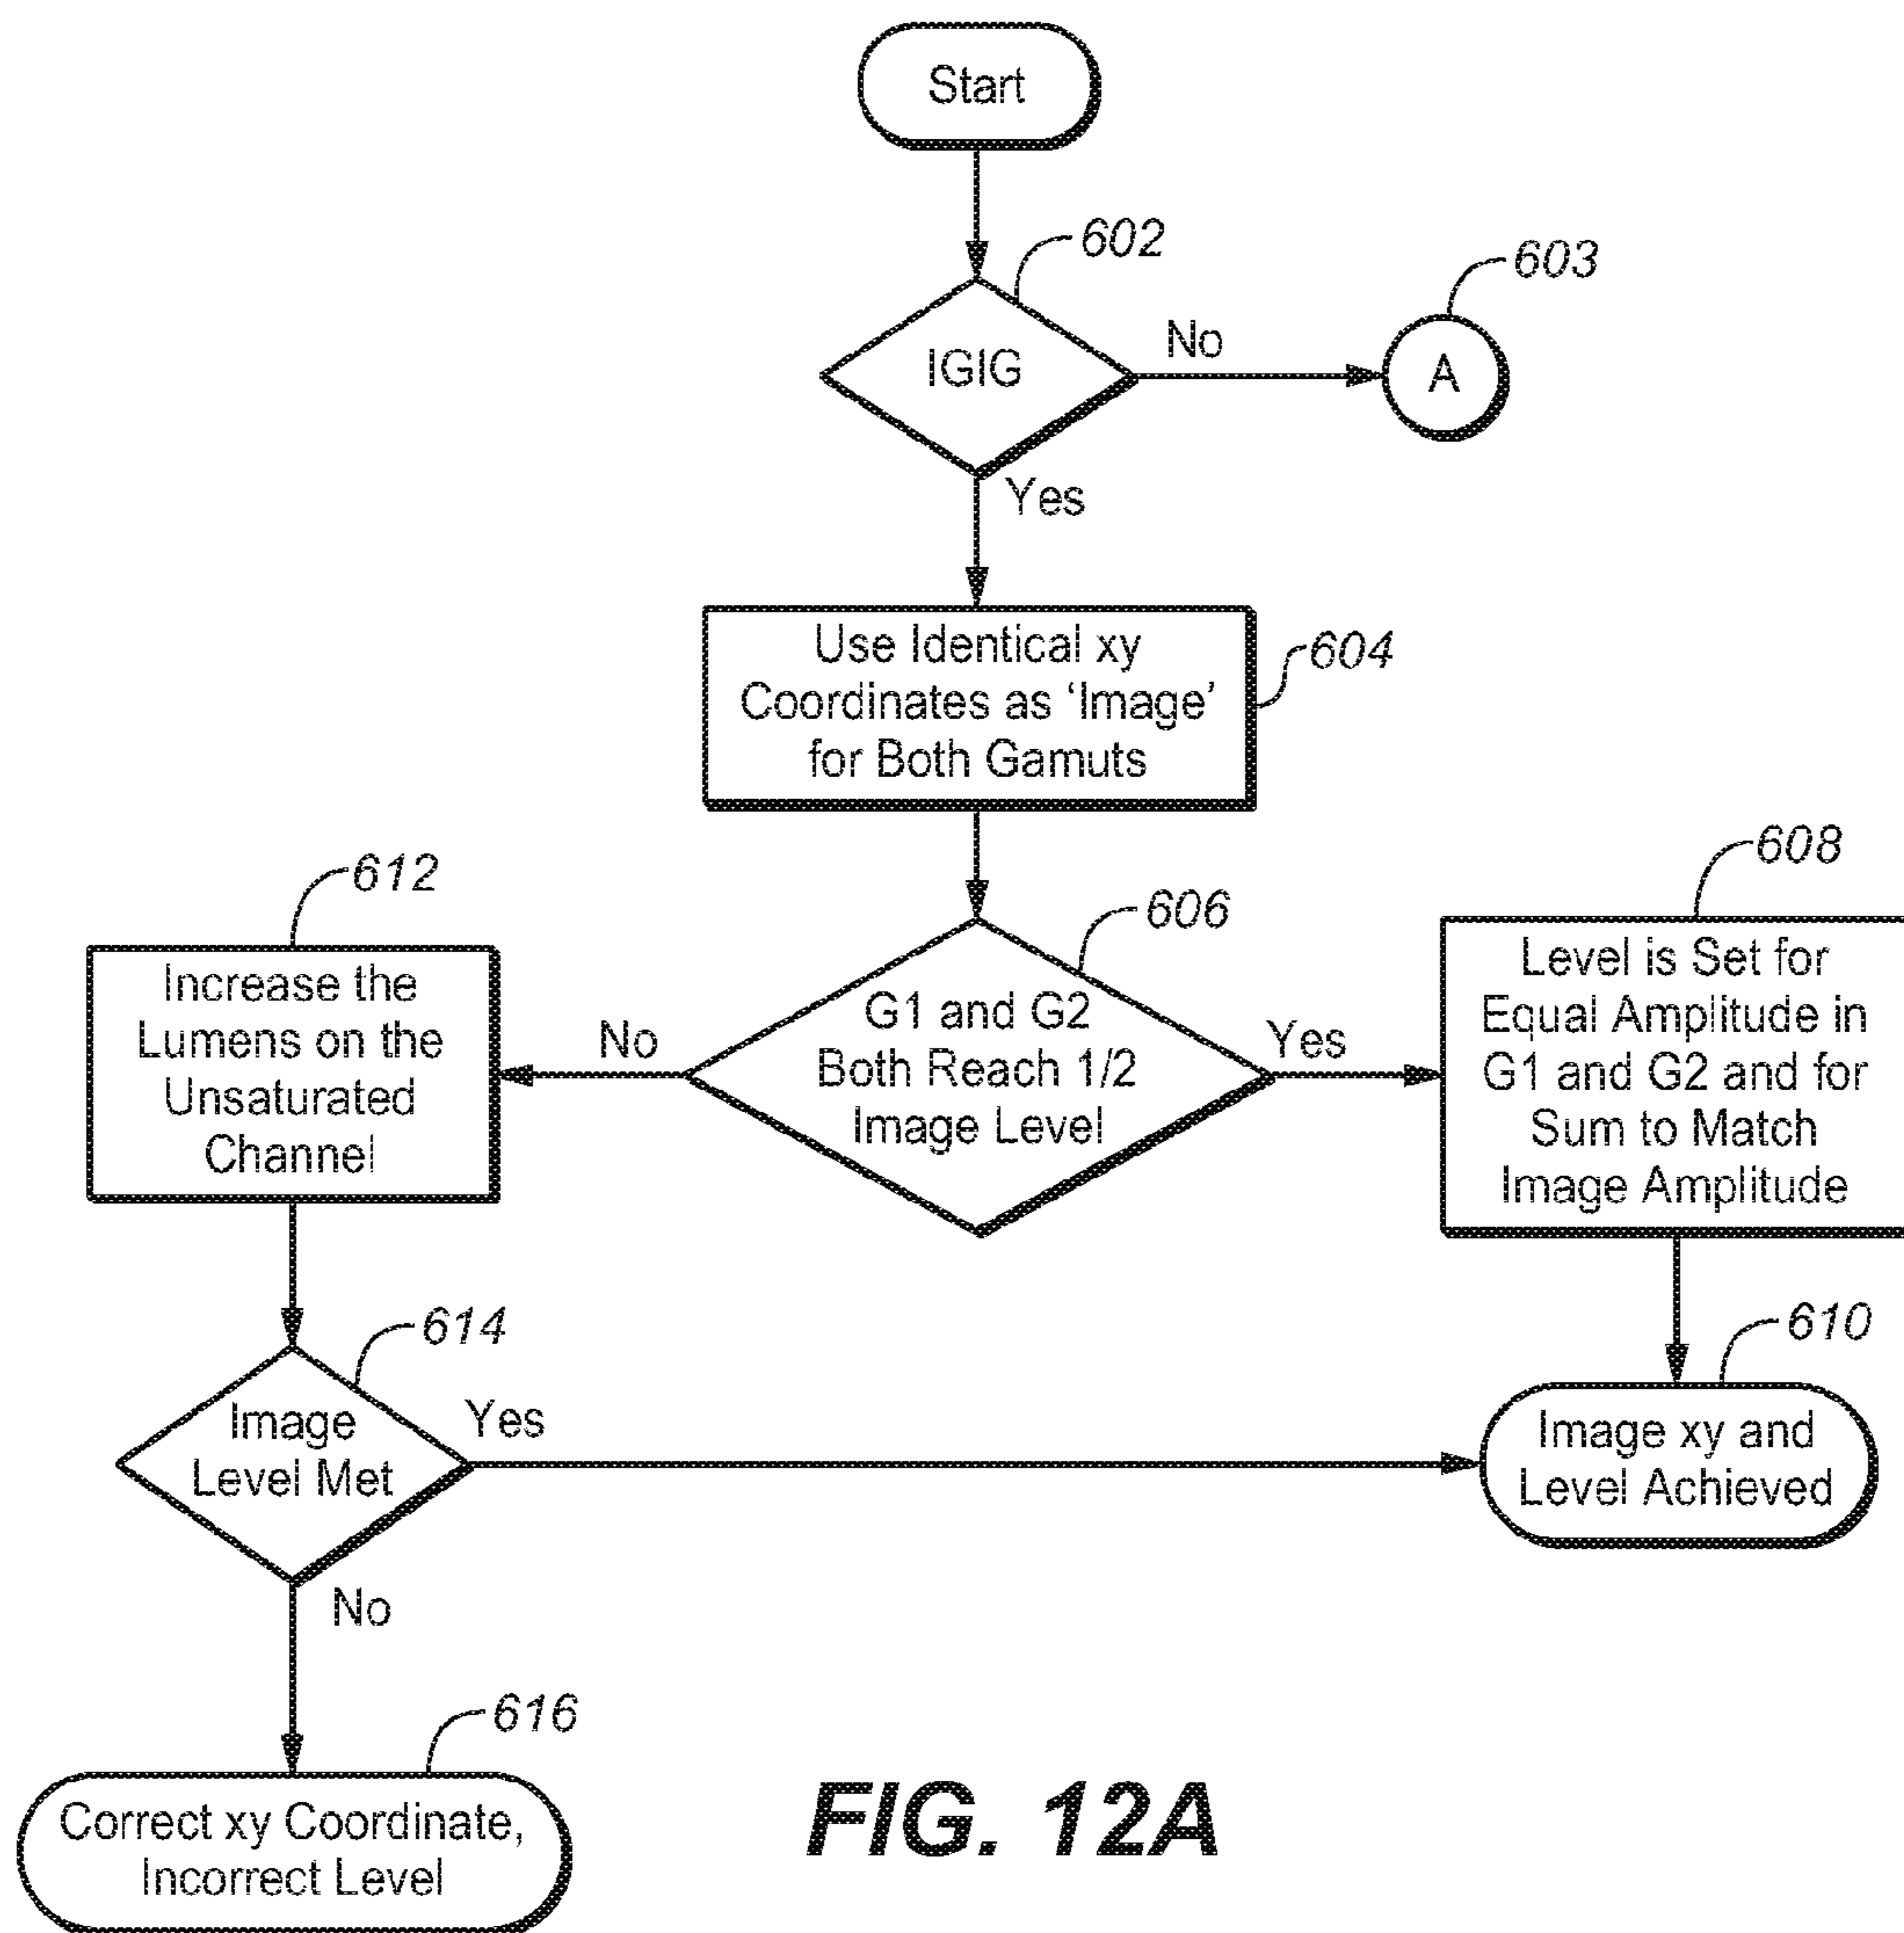 Start
602
603
IGIG
No
A
Yes
Use Identical xy
Coordinates as ‘Image’
for Both Gamuts
604
612
606
608
Increase the
Lumens on the
Unsaturated
Channel
No
G1 and G2
Both Reach 1/2
Image Level
Yes
Level is Set for
Equal Amplitude in
G1 and G2 and for
Sum to Match
Image Amplitude
614
610
Image
Level Met
Yes
Image xy and
Level Achieved
No
616
Correct xy Coordinate,
Incorrect Level
FIG. 12A